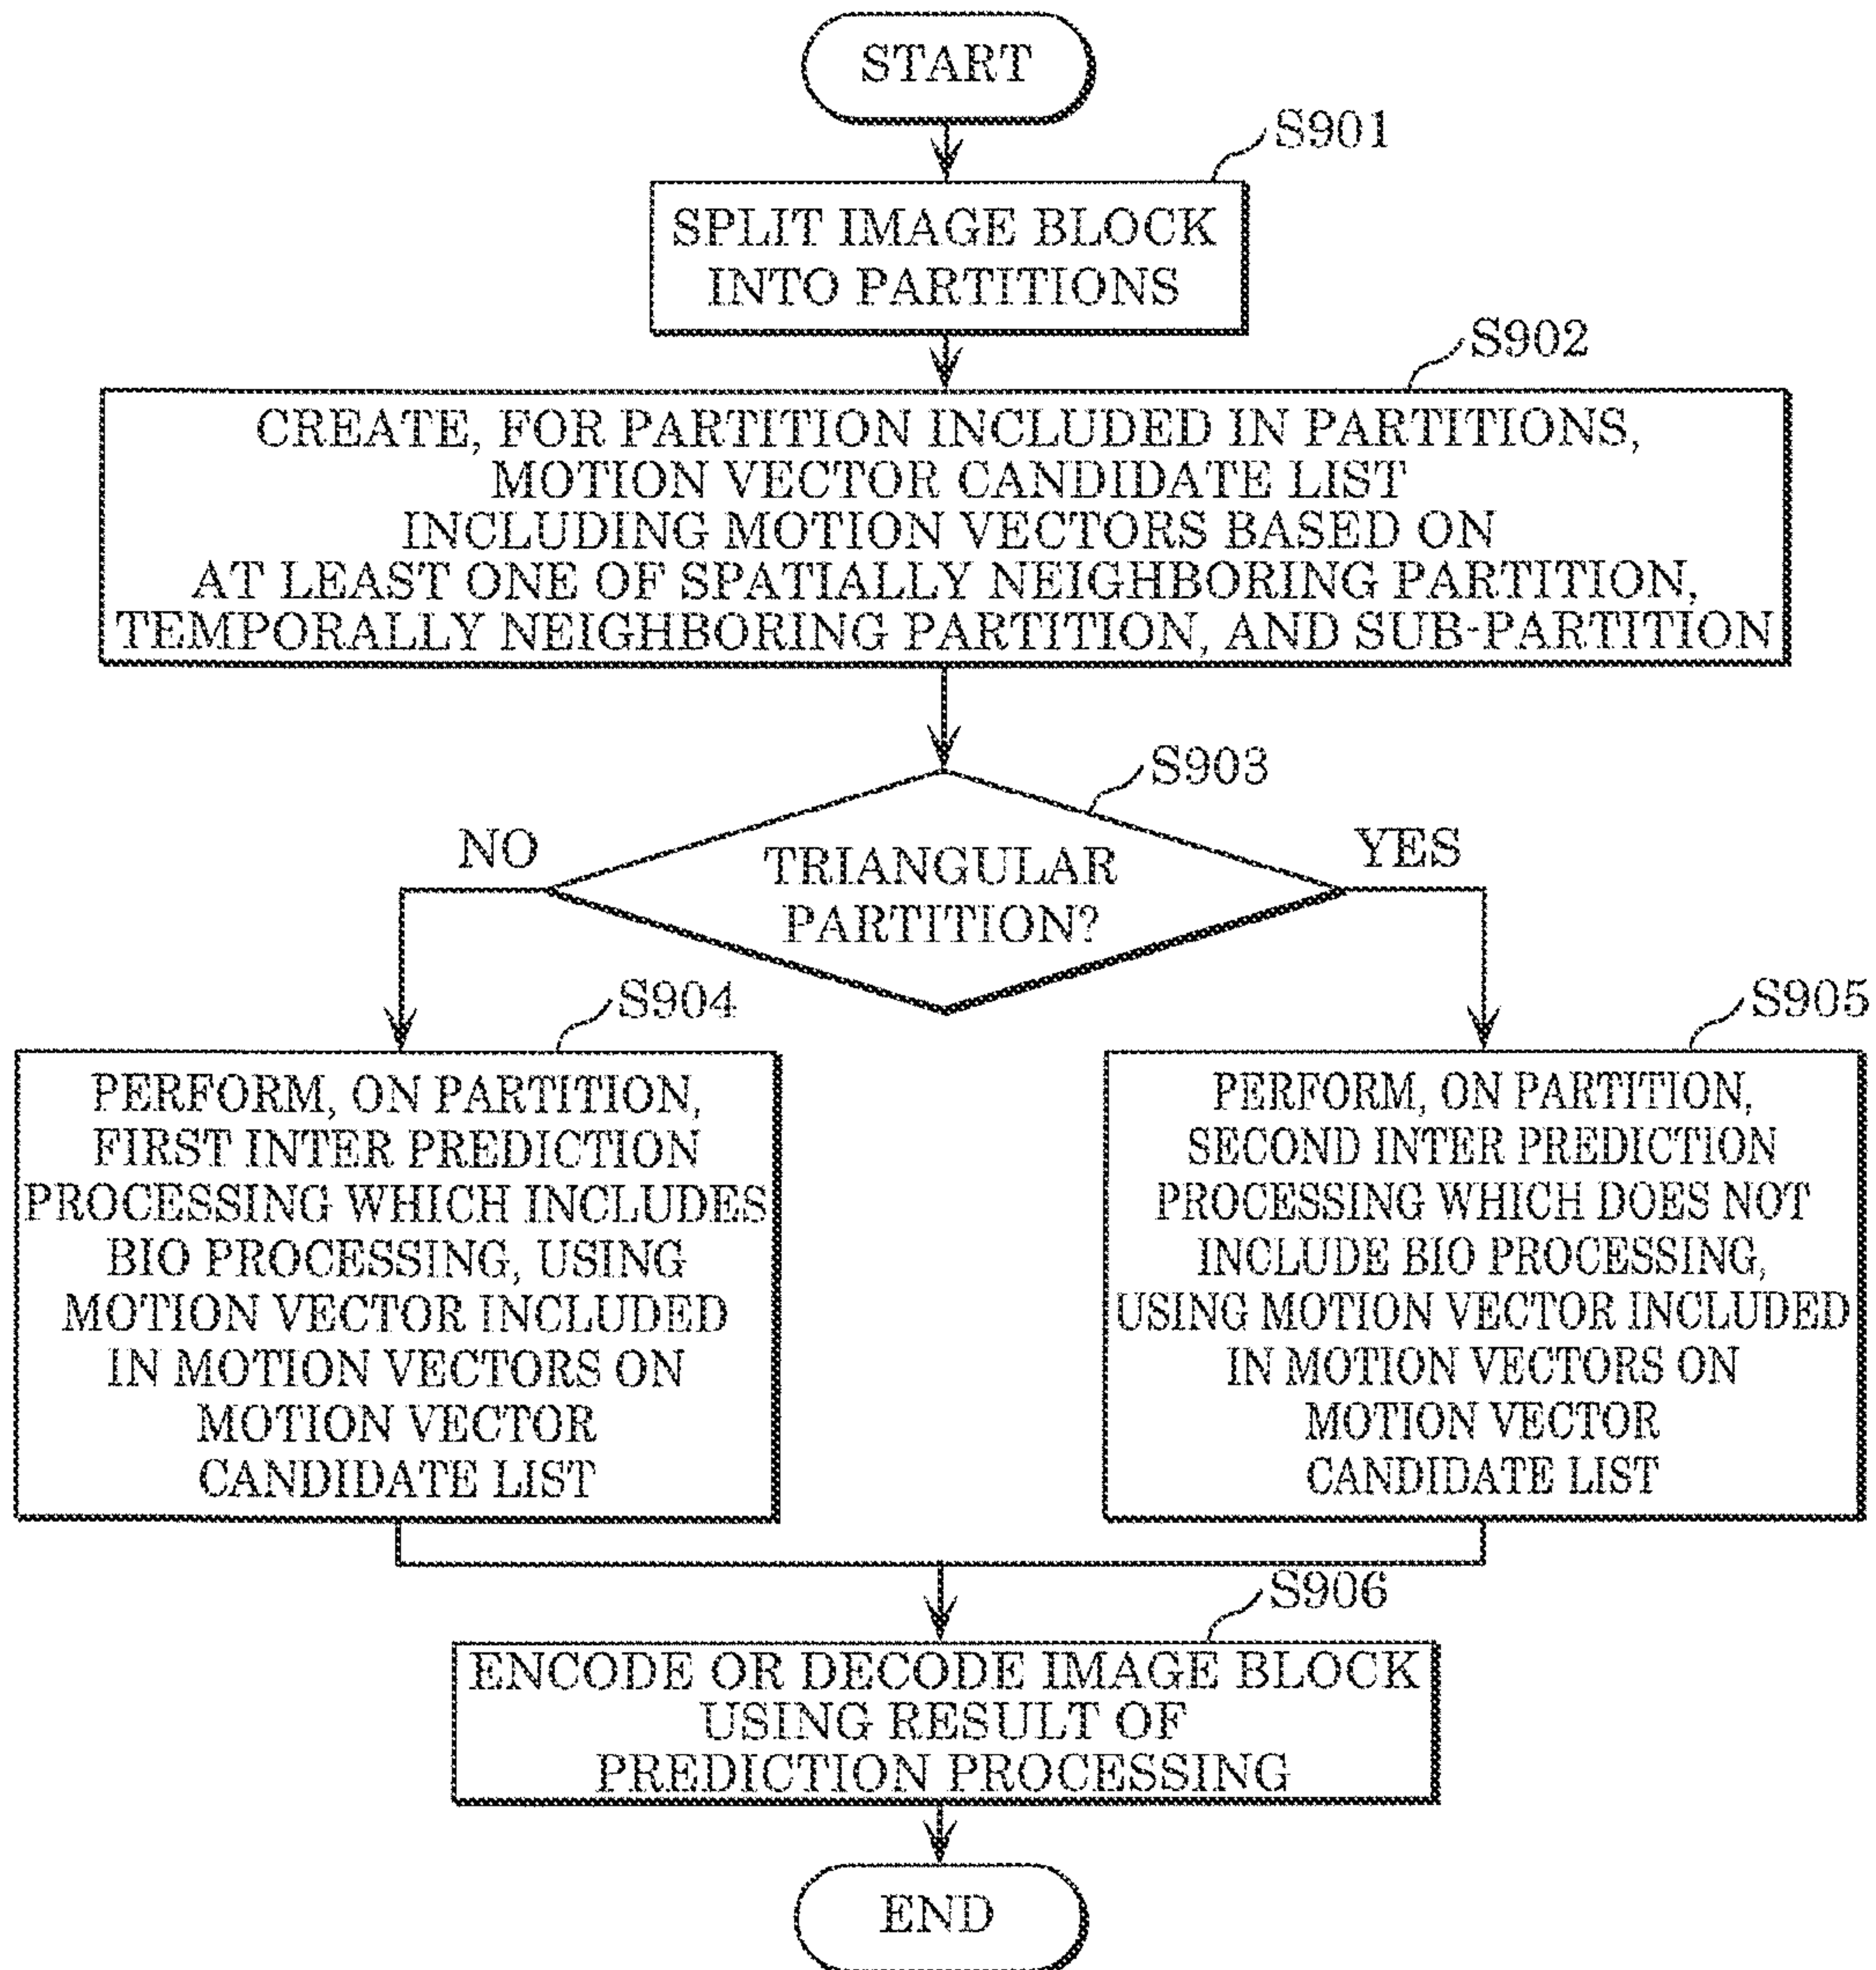 START
S901
SPLIT IMAGE BLOCK
INTO PARTITIONS
S902
CREATE, FOR PARTITION INCLUDED IN PARTITIONS,
MOTION VECTOR CANDIDATE LIST
INCLUDING MOTION VECTORS BASED ON
AT LEAST ONE OF SPATIALLY NEIGHBORING PARTITION,
TEMPORALLY NEIGHBORING PARTITION, AND SUB-PARTITION
S903
NO
TRIANGULAR
PARTITION?
YES
S904
PERFORM, ON PARTITION,
FIRST INTER PREDICTION
PROCESSING WHICH INCLUDES
BIO PROCESSING, USING
MOTION VECTOR INCLUDED
IN MOTION VECTORS ON
MOTION VECTOR
CANDIDATE LIST
S905
PERFORM, ON PARTITION,
SECOND INTER PREDICTION
PROCESSING WHICH DOES NOT
INCLUDE BIO PROCESSING,
USING MOTION VECTOR INCLUDED
IN MOTION VECTORS ON
MOTION VECTOR
CANDIDATE LIST
S906
ENCODE OR DECODE IMAGE BLOCK
USING RESULT OF
PREDICTION PROCESSING
END